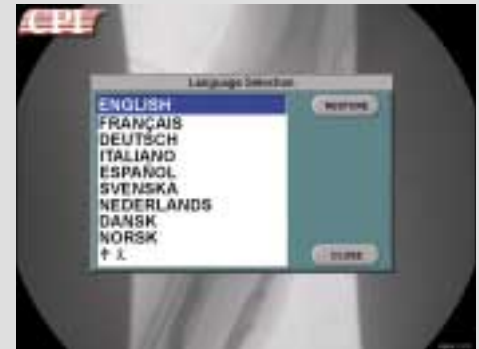 CPI
Language Selection
ENGLISH
RESTORE
FRANÇAIS
DEUTSCH
ITALIANO
ESPAÑOL
SVENSKA
NEDERLANDS
DANSK
NORSK
CLOSE